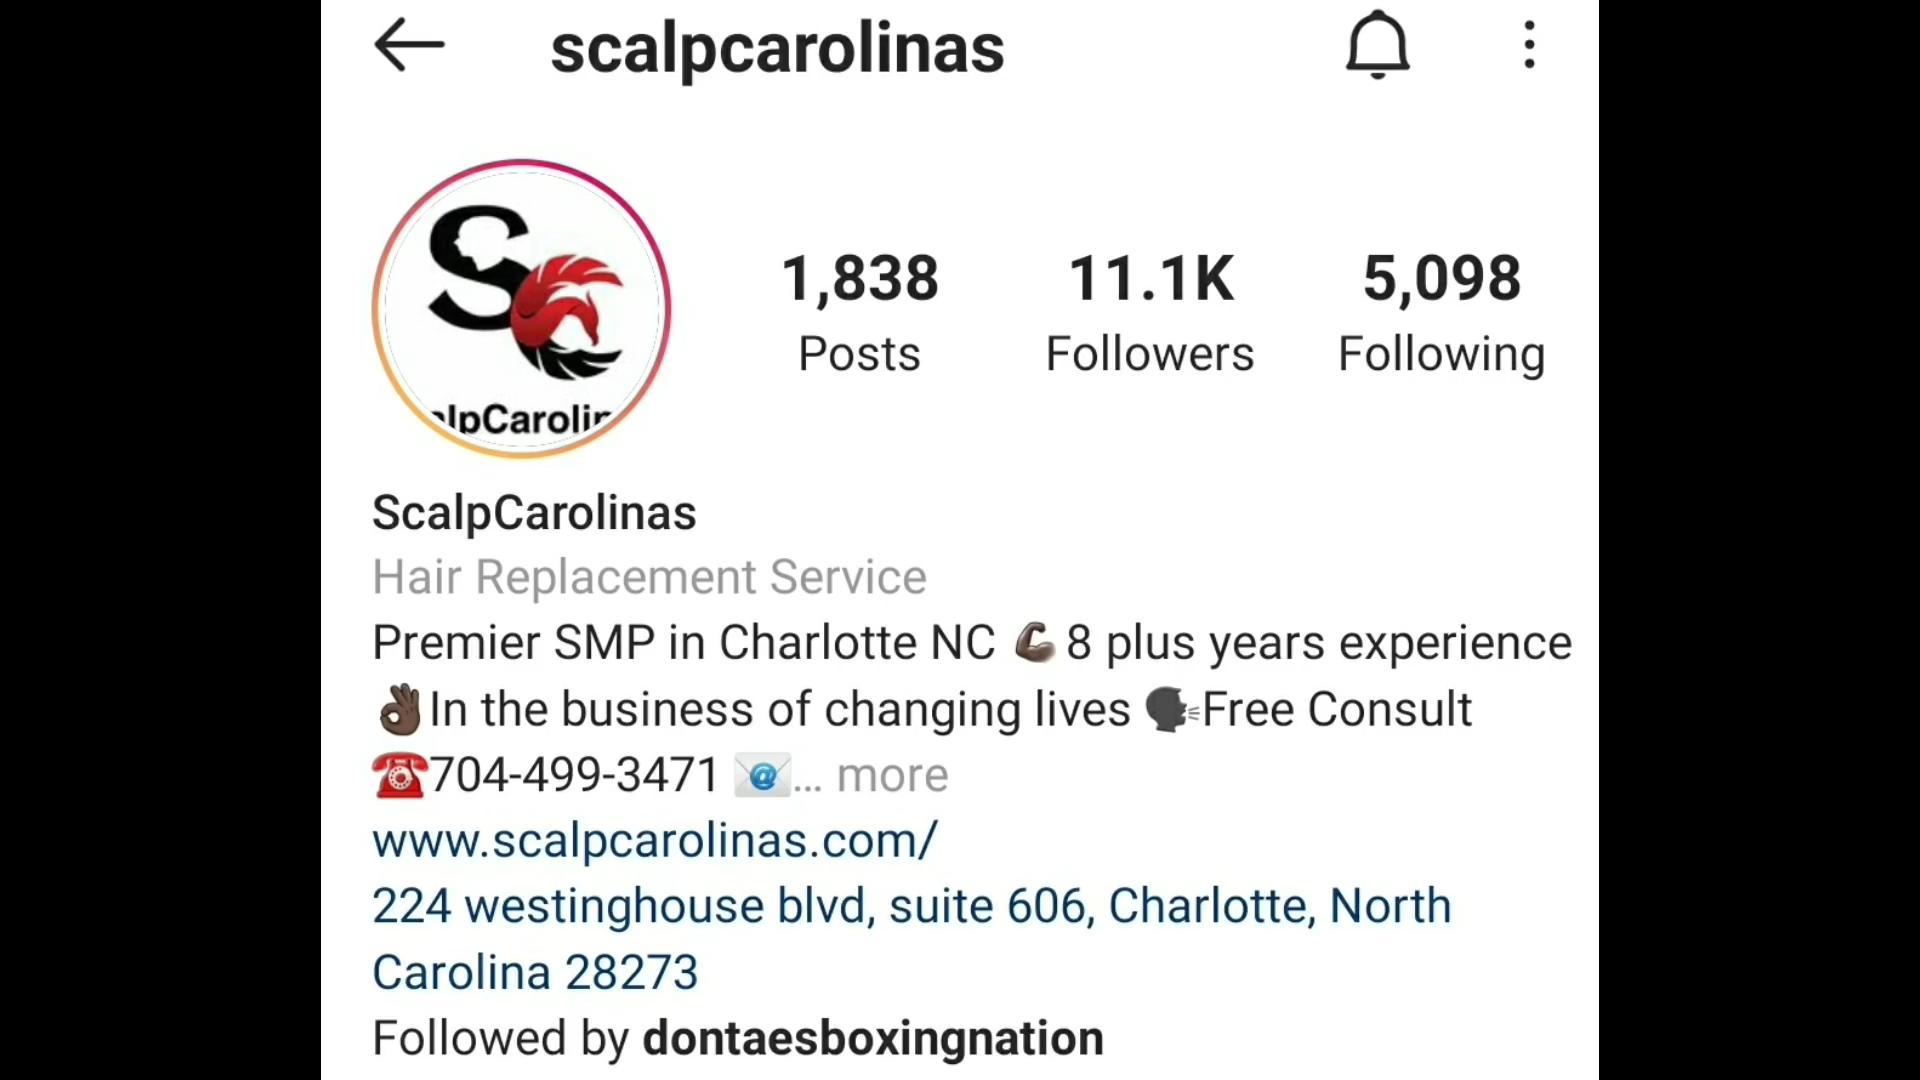 scalpcarolinas
1,838 11.1K 5,098
Posts Followers Following
alpCarolin
ScalpCarolinas
Hair Replacement Service
Premier SMP in Charlotte NC 💪🏿 8 plus years experience
👌🏿In the business of changing lives 🗣️Free Consult
☎️704-499-3471 📧... more
www.scalpcarolinas.com/
224 westinghouse blvd, suite 606, Charlotte, North
Carolina 28273
Followed by dontaesboxingnation